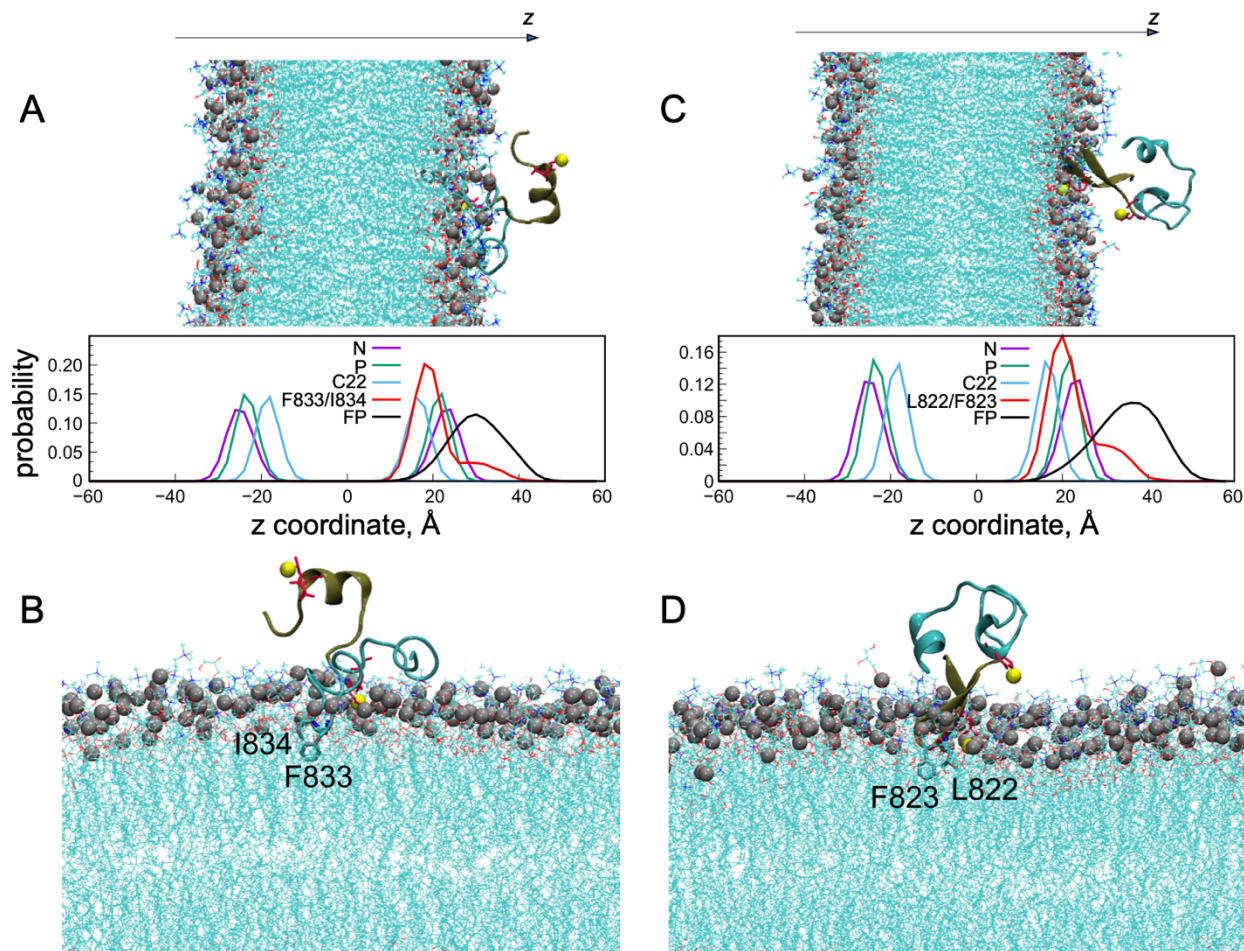 z
z
A
C
0.20
0.15
0.10
0.05
0
probability
N
P
C22
F833/I834
FP
−60
−40
−20
0
20
40
60
z coordinate, Å
0.16
0.12
0.08
0.04
0
N
P
C22
L822/F823
FP
−60
−40
−20
0
20
40
60
z coordinate, Å
B
D
I834
F833
F823
L822